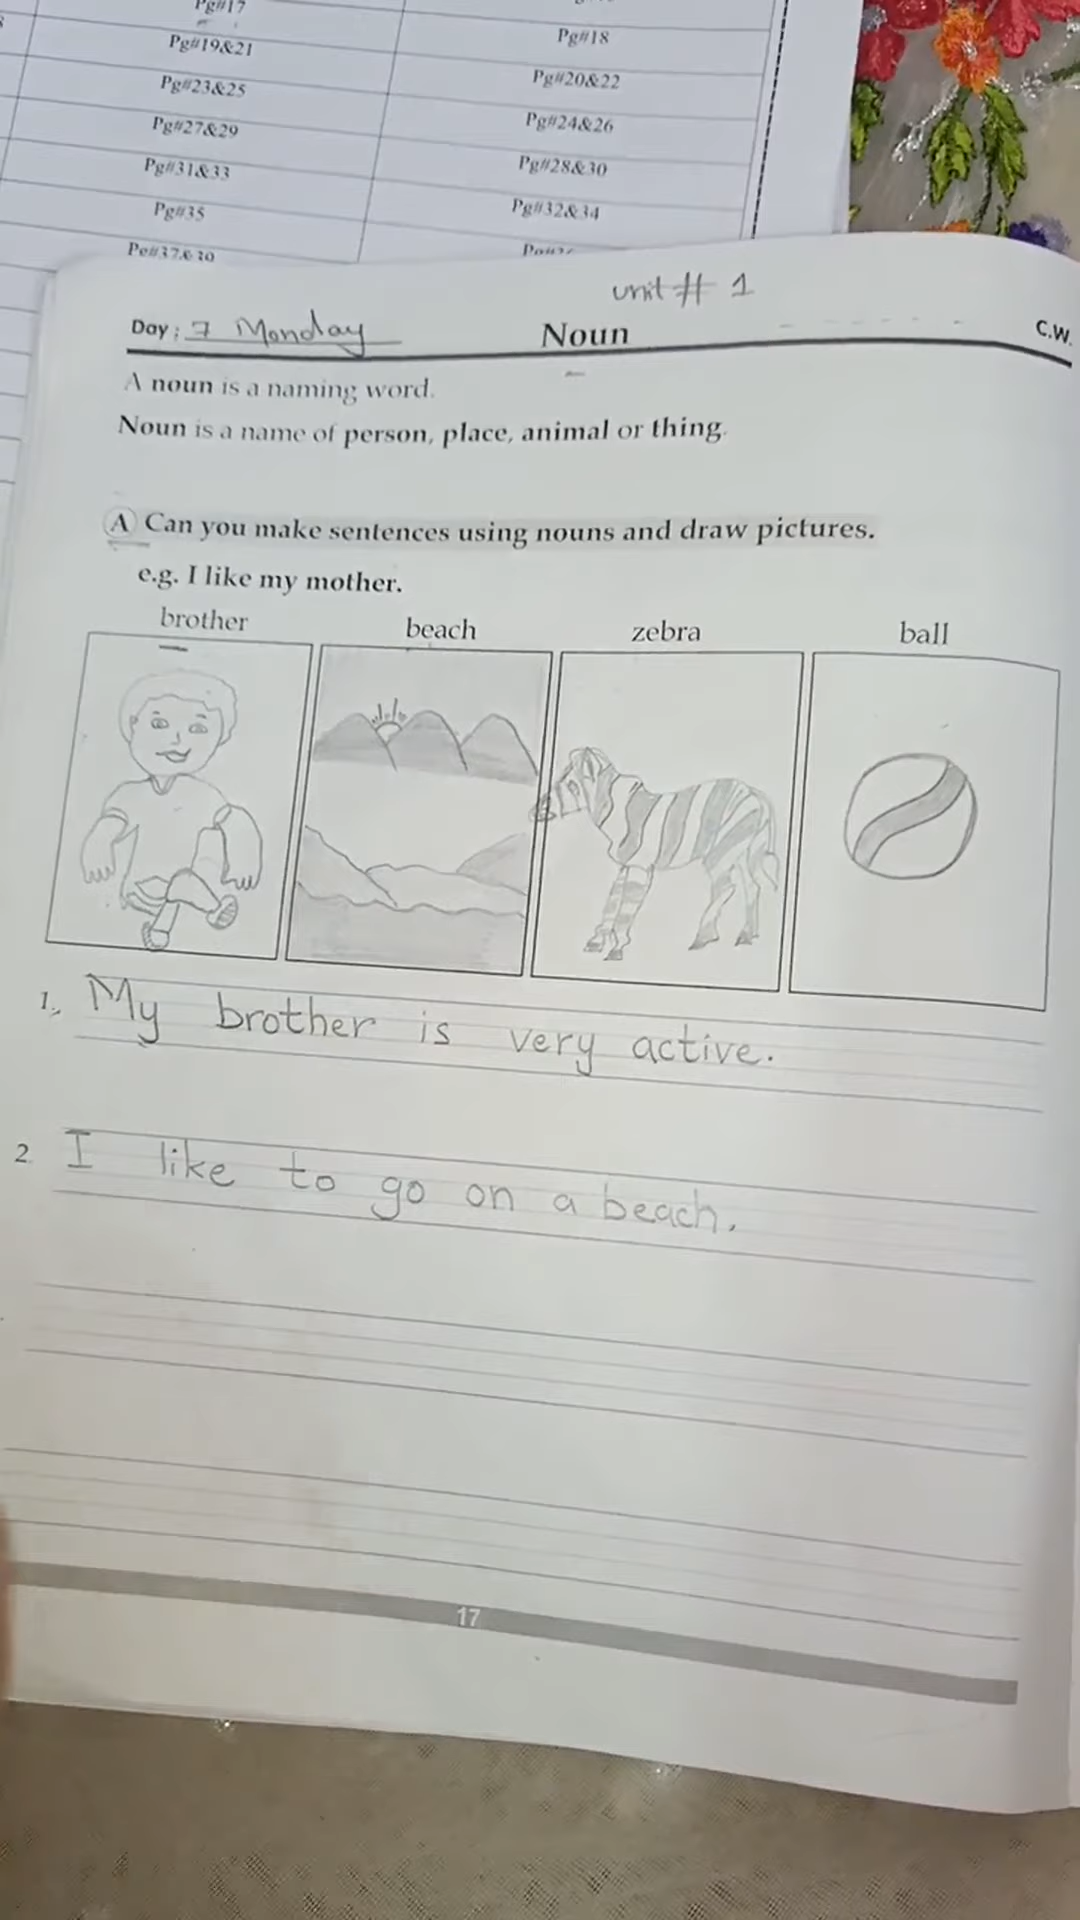 Pg#17
Pg#19&21 Pg#18
Pg#23&25 Pg#20&22
Pg#27&29 Pg#24&26
Pg#31&33 Pg#28&30
Pg#35 Pg#32&34
unit # 1
Day: 7 Monday Noun C.W.
A noun is a naming word.
Noun is a name of person, place, animal or thing.
A Can you make sentences using nouns and draw pictures.
e.g. I like my mother.
brother beach zebra ball
1. My brother is very active.
2. I like to go on a beach.
17